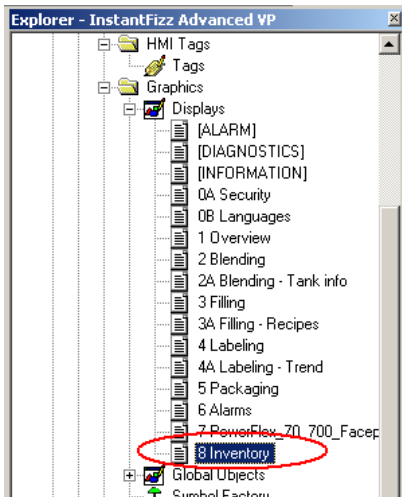 Explorer - InstantFizz Advanced VP
HMI Tags
Tags
Graphics
Displays
[ALARM]
[DIAGNOSTICS]
[INFORMATION]
0A Security
0B Languages
1 Overview
2 Blending
2A Blending - Tank info
3 Filling
3A Filling - Recipes
4 Labeling
4A Labeling - Trend
5 Packaging
6 Alarms
7 PowerFlex_70_700_Facep
8 Inventory
Global Objects
Symbol Factory